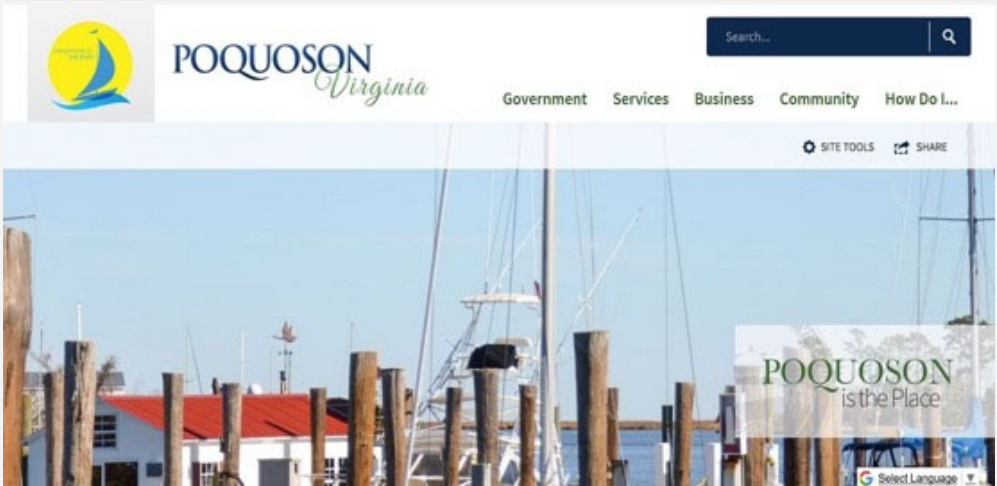 POQUOSON
Virginia
Search...
Government Services Business Community How Do I...
SITE TOOLS SHARE
POQUOSON
is the Place
G Select Language ▼